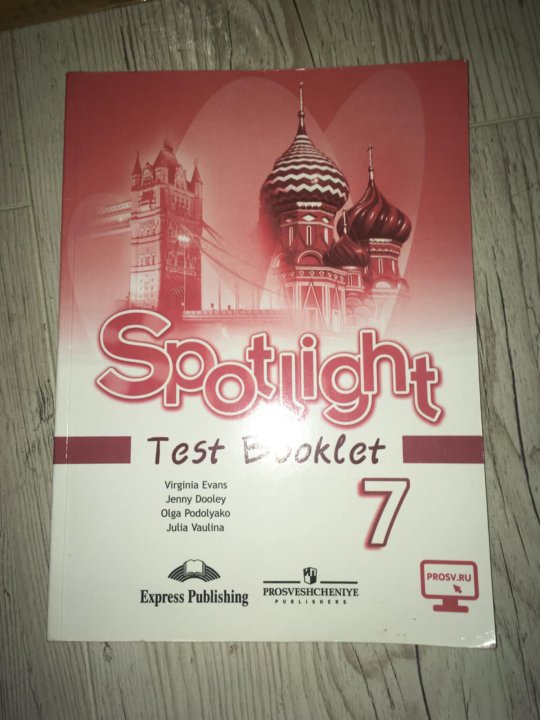 Spotlight
Test Booklet
7
Virginia Evans
Jenny Dooley
Olga Podolyako
Julia Vaulina
Express Publishing
PROSVESHCHENIYE
PUBLISHERS
PROSV.RU